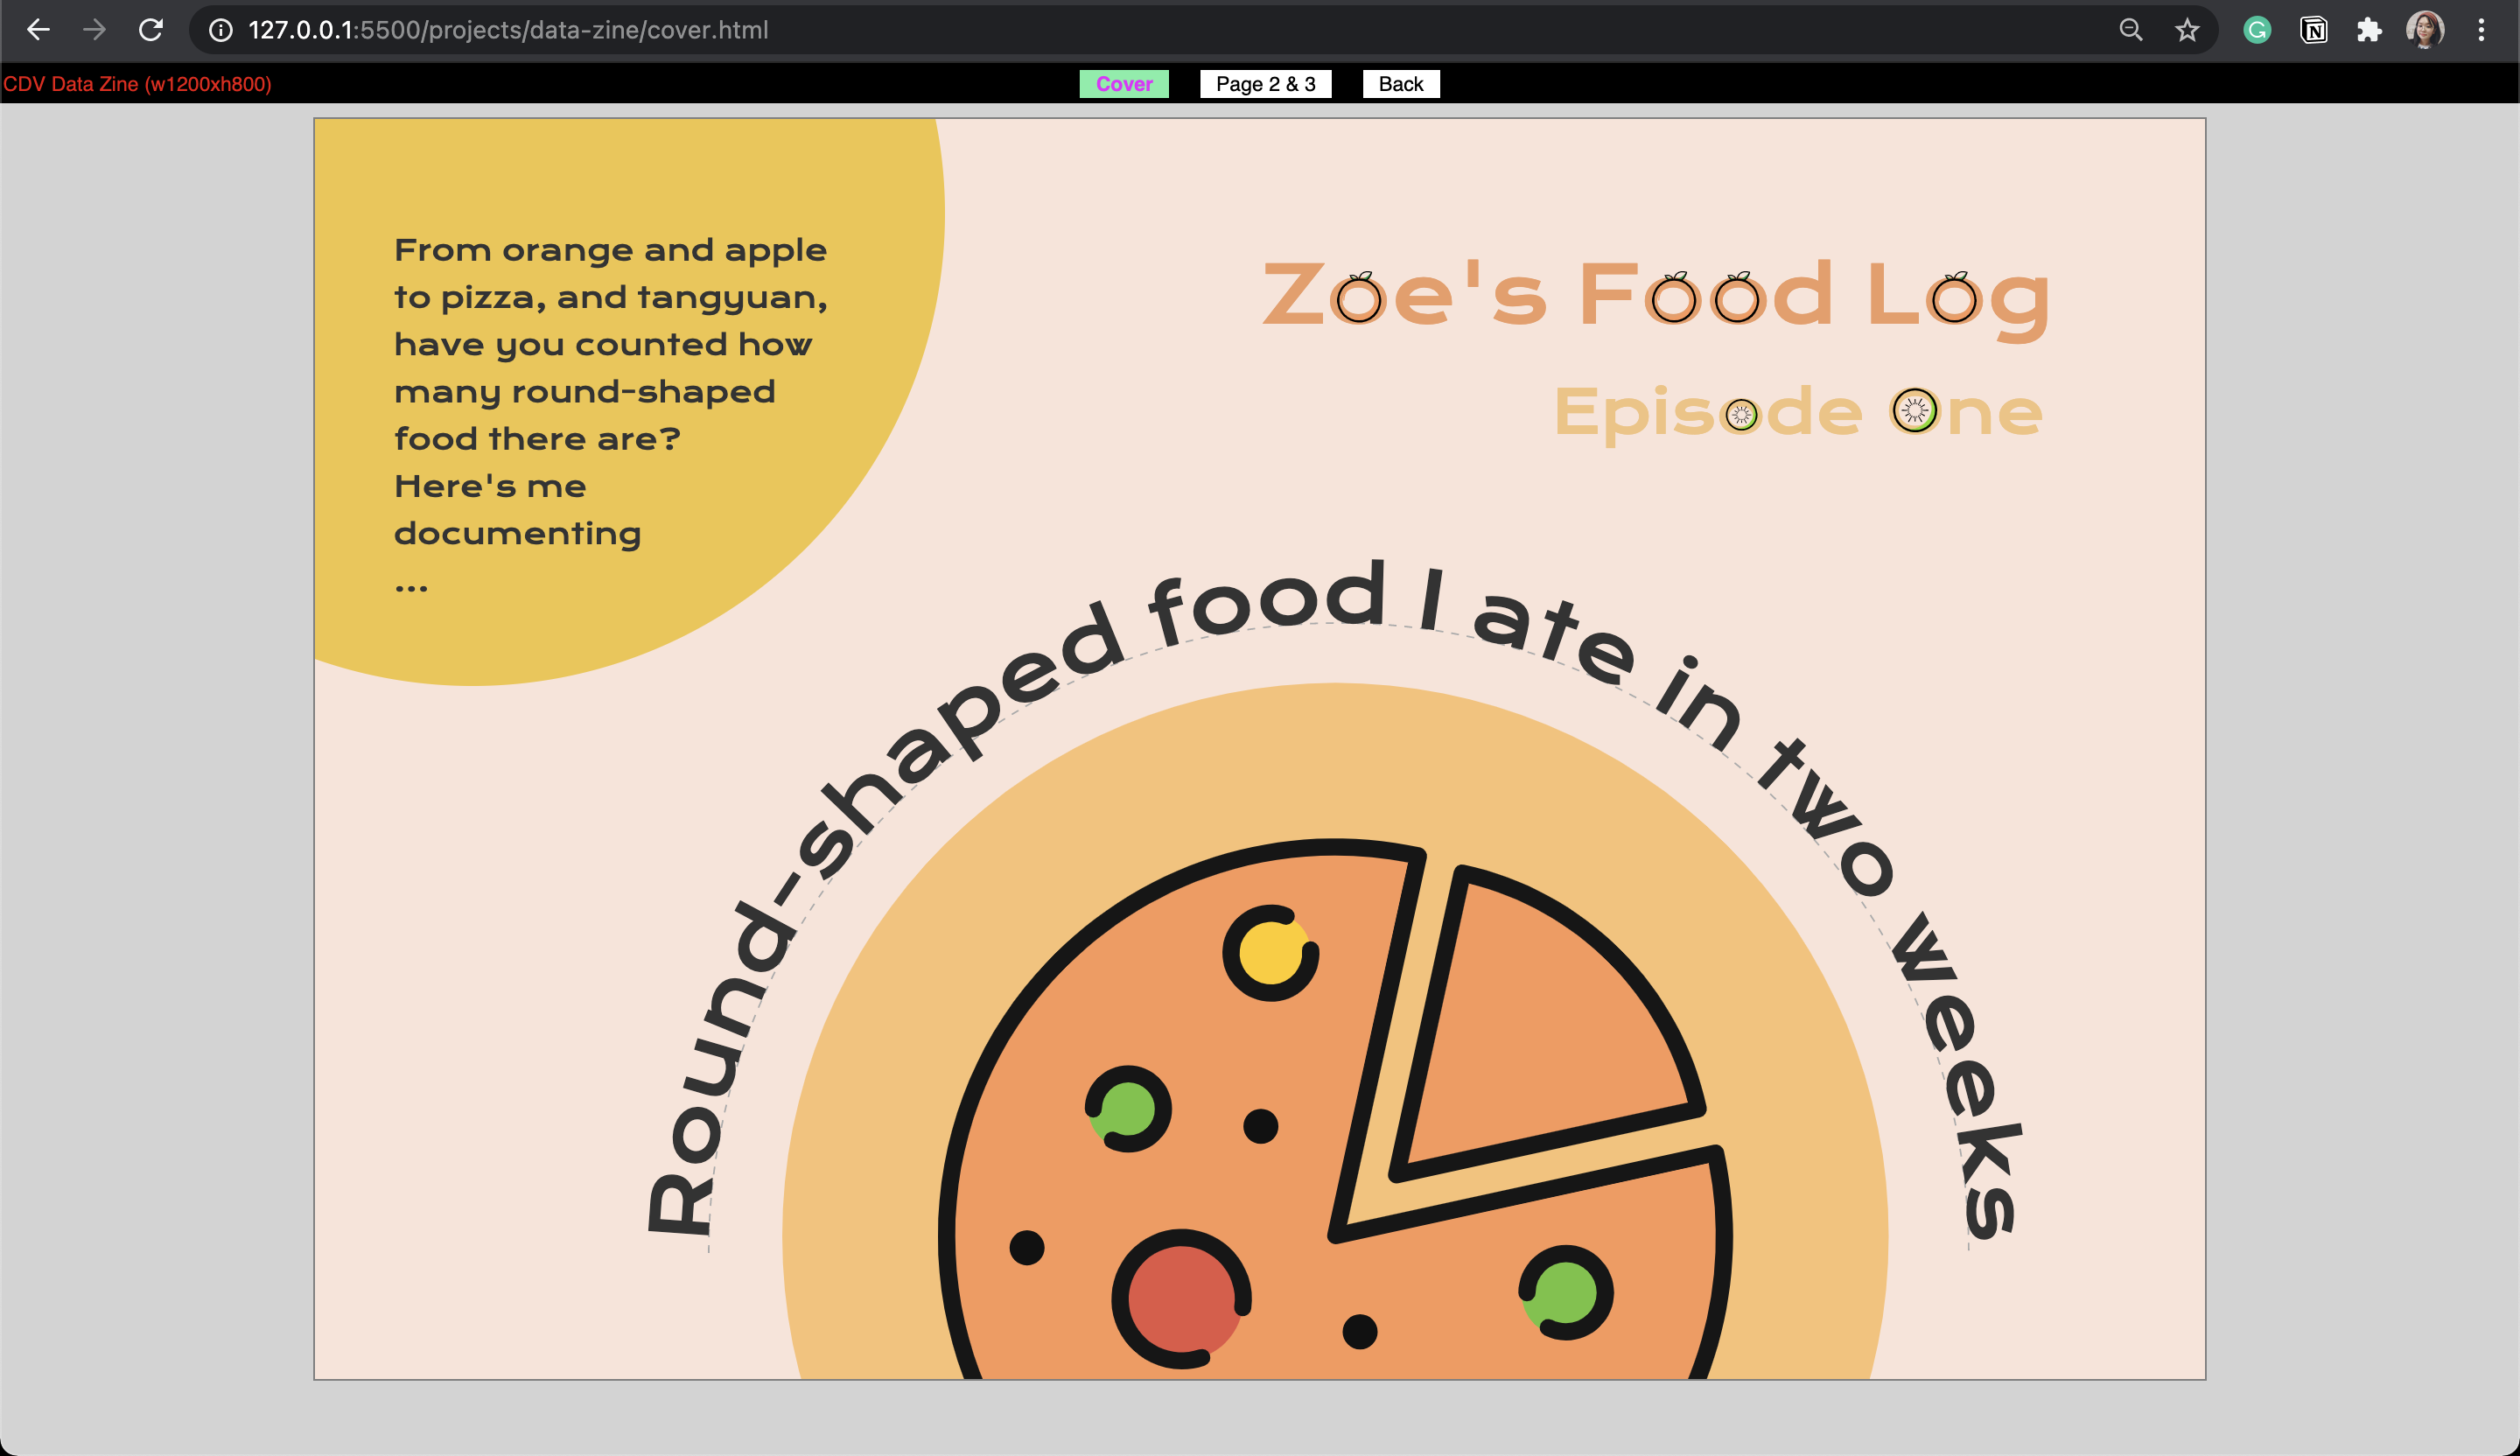 127.0.0.1:5500/projects/data-zine/cover.html
CDV Data Zine (w1200xh800)
Cover
Page 2 & 3
Back
From orange and apple
to pizza, and tangyuan,
have you counted how
many round-shaped
food there are?
Here's me
documenting
...
Zoe's Food Log
Episode One
Round-shaped food I ate in two weeks